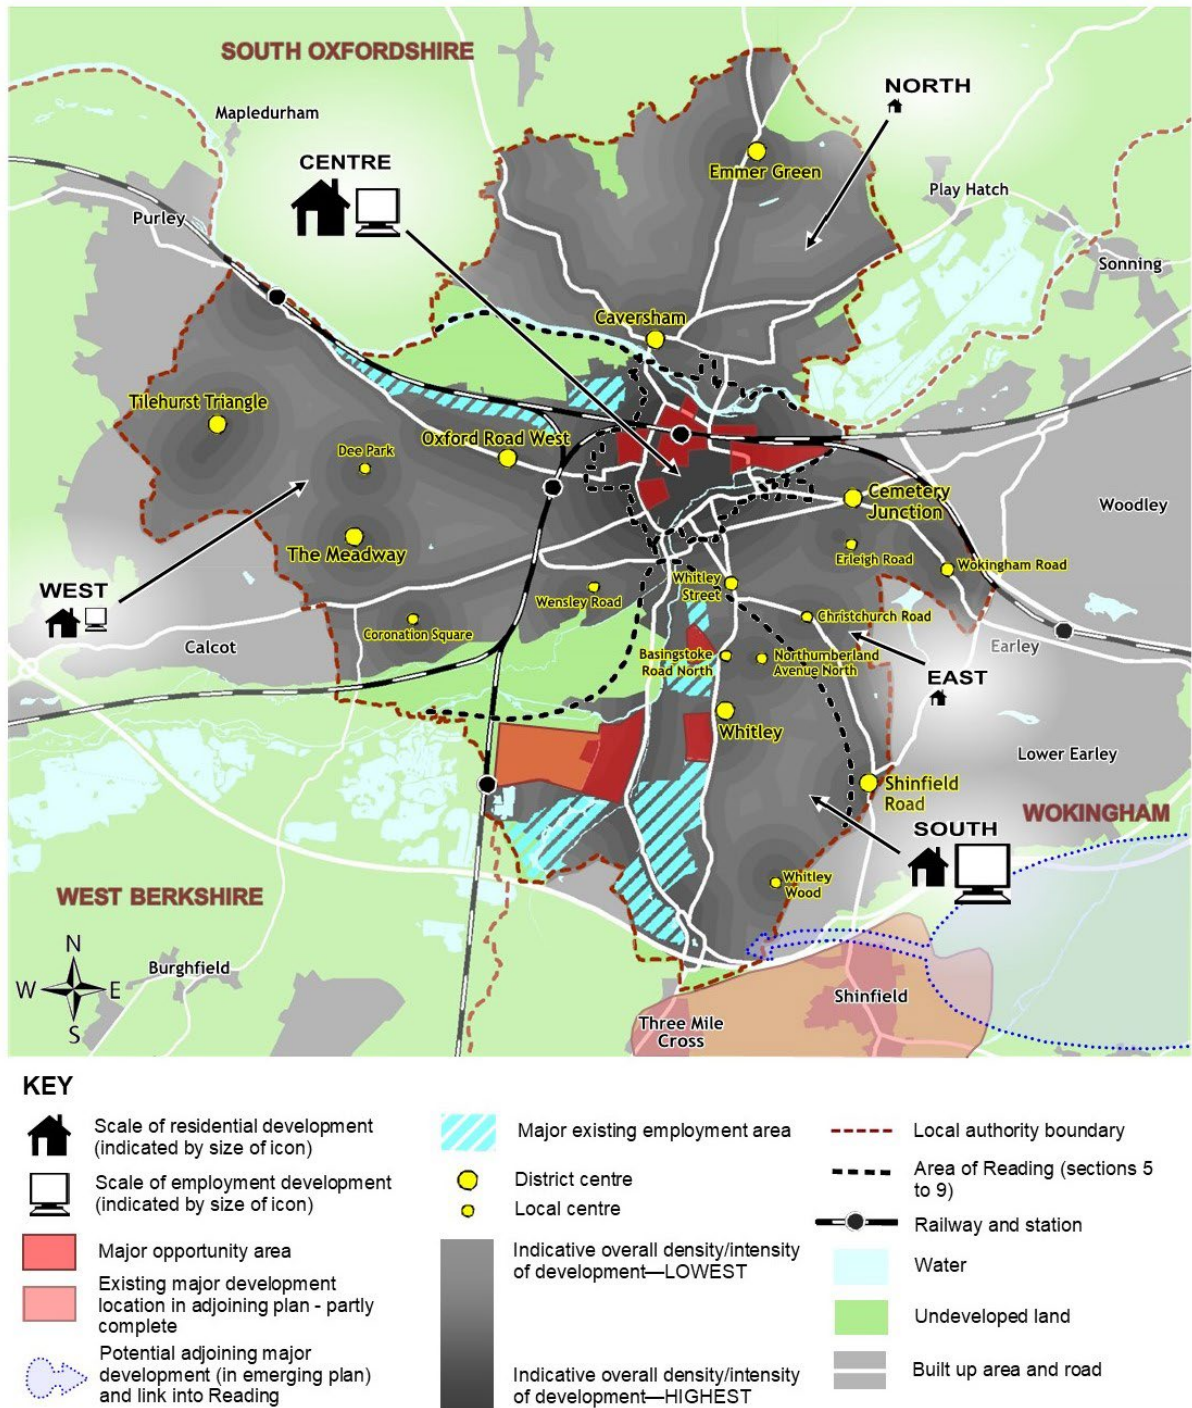 SOUTH OXFORDSHIRE
NORTH
Mapledurham
CENTRE
Emmer Green
Play Hatch
Purley
Sonning
Caversham
Tilehurst Triangle
Oxford Road West
Dee Park
Cemetery
Junction
Woodley
The Meadway
Erleigh Road
Wokingham Road
WEST
Whitley
Street
Wensley Road
Christchurch Road
Coronation Square
Calcot
Earley
Basingstoke
Road North
Northumberland
Avenue North
EAST
Whitley
Lower Earley
Shinfield
Road
WOKINGHAM
SOUTH
Whitley
Wood
WEST BERKSHIRE
N
W
E
S
Burghfield
Shinfield
Three Mile
Cross
KEY
Scale of residential development
(indicated by size of icon)
Scale of employment development
(indicated by size of icon)
Major opportunity area
Existing major development
location in adjoining plan - partly
complete
Potential adjoining major
development (in emerging plan)
and link into Reading
Major existing employment area
District centre
Local centre
Indicative overall density/intensity
of development—LOWEST
Indicative overall density/intensity
of development—HIGHEST
Local authority boundary
Area of Reading (sections 5
to 9)
Railway and station
Water
Undeveloped land
Built up area and road